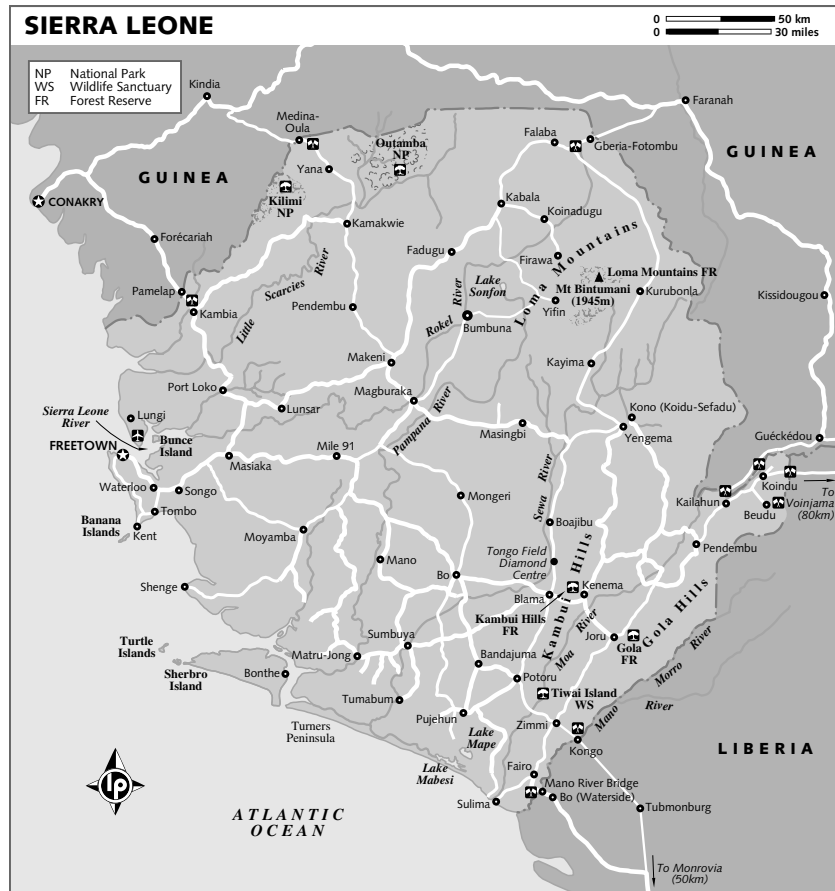 SIERRA LEONE
0 50 km
0 30 miles
NP National Park
WS Wildlife Sanctuary
FR Forest Reserve
Kindia
Faranah
Medina-
Oula
Outamba
NP
Falaba
Gberia-Fotombu
GUINEA
GUINEA
Yana
Kilimi
NP
CONAKRY
Kabala
Koinadugu
Kamakwie
Forécariah
Fadugu
Firawa
Loma Mountains
Loma Mountains FR
Mt Bintumani
(1945m)
Little Scarcies River
Lake
Sonfon
Rokel River
Pamelap
Kambia
Pendembu
Yifin
Kurubonla
Kissidougou
Bumbuna
Makeni
Kayima
Port Loko
Magburaka
Lunsar
Pampana River
Kono (Koidu-Sefadu)
Sierra Leone
River
Lungi
Bunce
Island
FREETOWN
Masingbi
Yengema
Guéckédou
Masiaka
Mile 91
Koindu
Waterloo
Songo
Mongeri
Sewa River
Kailahun
Beudu
To
Voinjama
(80km)
Tombo
Banana
Islands
Kent
Moyamba
Boajibu
Pendembu
Mano
Tongo Field
Diamond
Centre
Kambui Hills
Bo
Kenema
Shenge
Blama
Kambui Hills
FR
Moa River
Joru
Gola
FR
Gola Hills
Turtle
Islands
Sumbuya
Matru-Jong
Bandajuma
Sherbro
Island
Bonthe
Potoru
Tiwai Island
WS
Mano River
Morro River
Tumabum
Turners
Peninsula
Pujehun
Lake
Mape
Zimmi
Kongo
LIBERIA
Lake
Mabesi
Fairo
Mano River Bridge
Bo (Waterside)
Sulima
Tubmonburg
lp
ATLANTIC
OCEAN
To Monrovia
(50km)